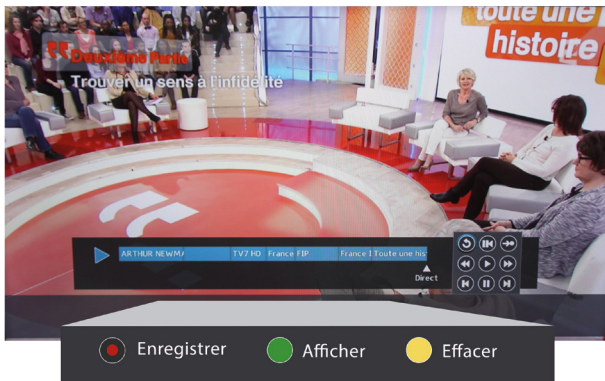 toute une
histoire
Deuxième Partie
Trouver un sens à l'infidélité
ARTHUR NEWMA TV7 HD France FIP France 1 Toute une his
Direct
Enregistrer Afficher Effacer